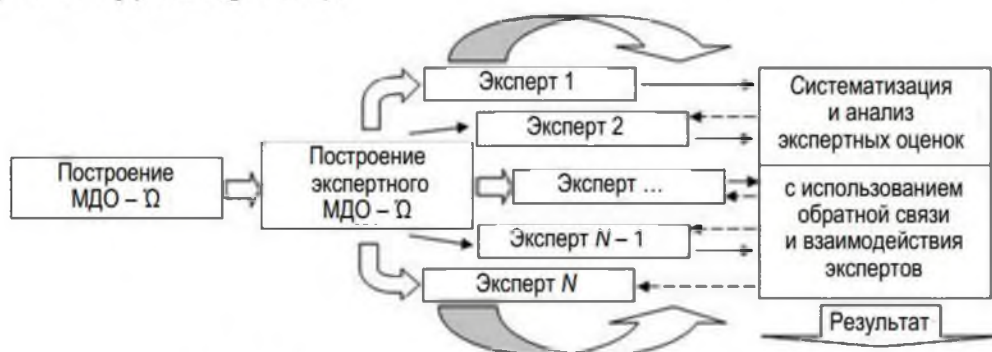 Построение
МДО – Ώ
Построение
экспертного
МДО – Ώ
Эксперт 1
Эксперт 2
Эксперт ...
Эксперт N – 1
Эксперт N
Систематизация
и анализ
экспертных оценок
с использованием
обратной связи
и взаимодействия
экспертов
Результат